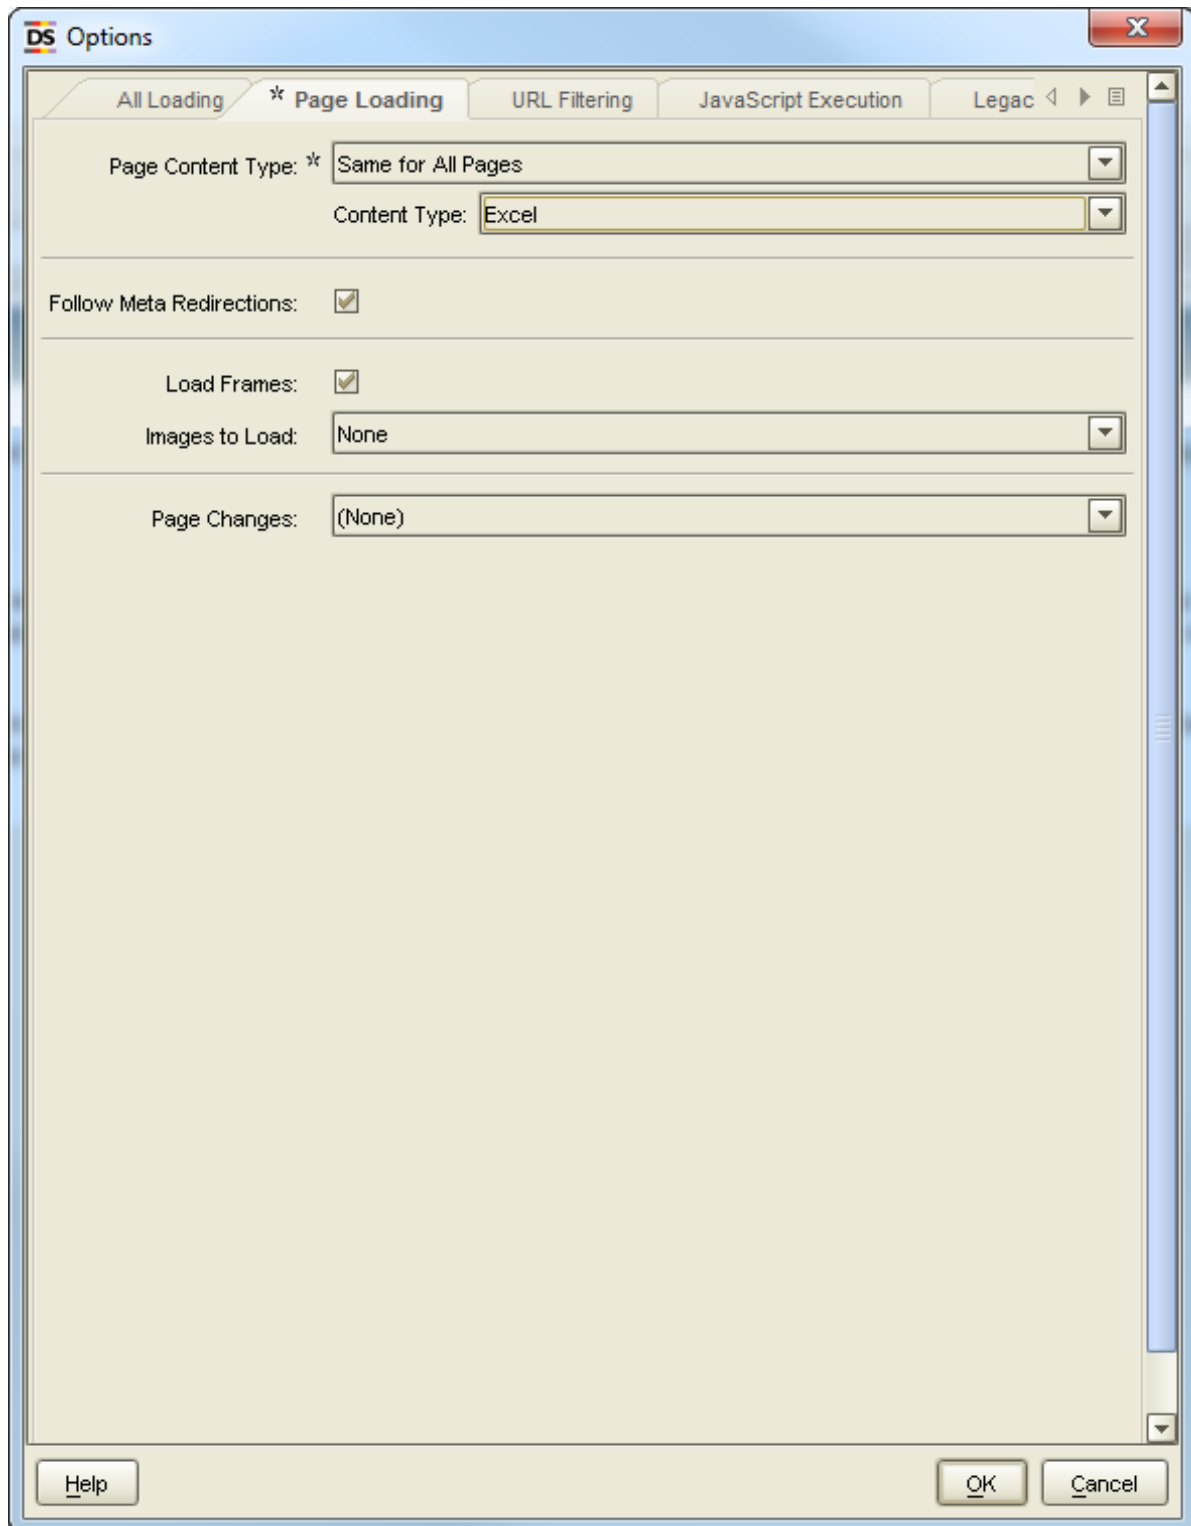 DS Options
All Loading * Page Loading URL Filtering JavaScript Execution Legac
Page Content Type: * Same for All Pages
Content Type: Excel
Follow Meta Redirections:
Load Frames:
Images to Load: None
Page Changes: (None)
Help OK Cancel